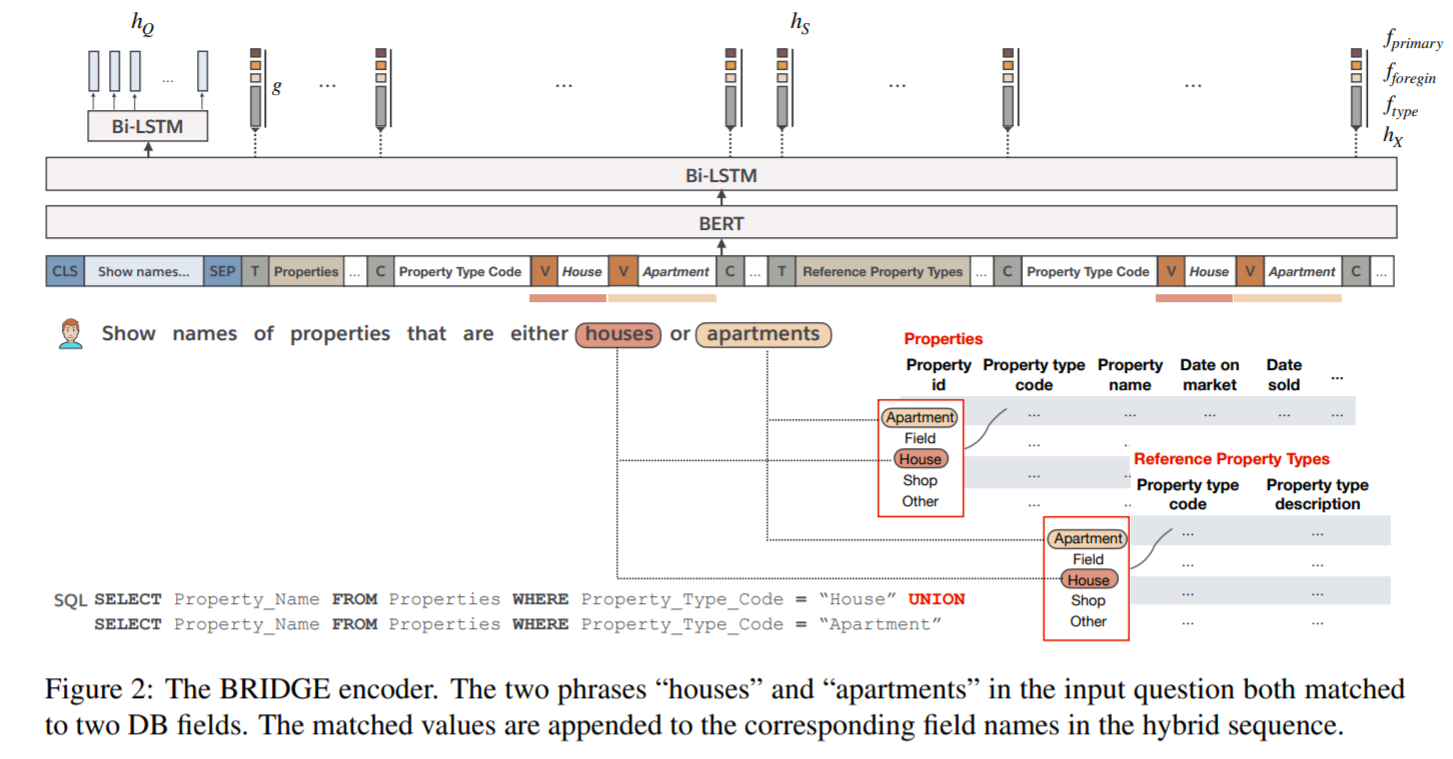 h_Q
h_S
f_primary
f_foregin
f_type
h_X
g
... ... ... ... ...
Bi-LSTM
Bi-LSTM
BERT
CLS Show names... SEP T Properties ... C Property Type Code V House V Apartment C ... T Reference Property Types ... C Property Type Code V House V Apartment C ...
Show names of properties that are either houses or apartments
Properties
Property id Property type code Property name Date on market Date sold ...
... ... ... ... ...
Apartment
Field
House
Shop
Other
Reference Property Types
Property type code Property type description
... ...
... ...
... ...
... ...
Apartment
Field
House
Shop
Other
SQL SELECT Property_Name FROM Properties WHERE Property_Type_Code = “House” UNION
SELECT Property_Name FROM Properties WHERE Property_Type_Code = “Apartment”
Figure 2: The BRIDGE encoder. The two phrases “houses” and “apartments” in the input question both matched
to two DB fields. The matched values are appended to the corresponding field names in the hybrid sequence.